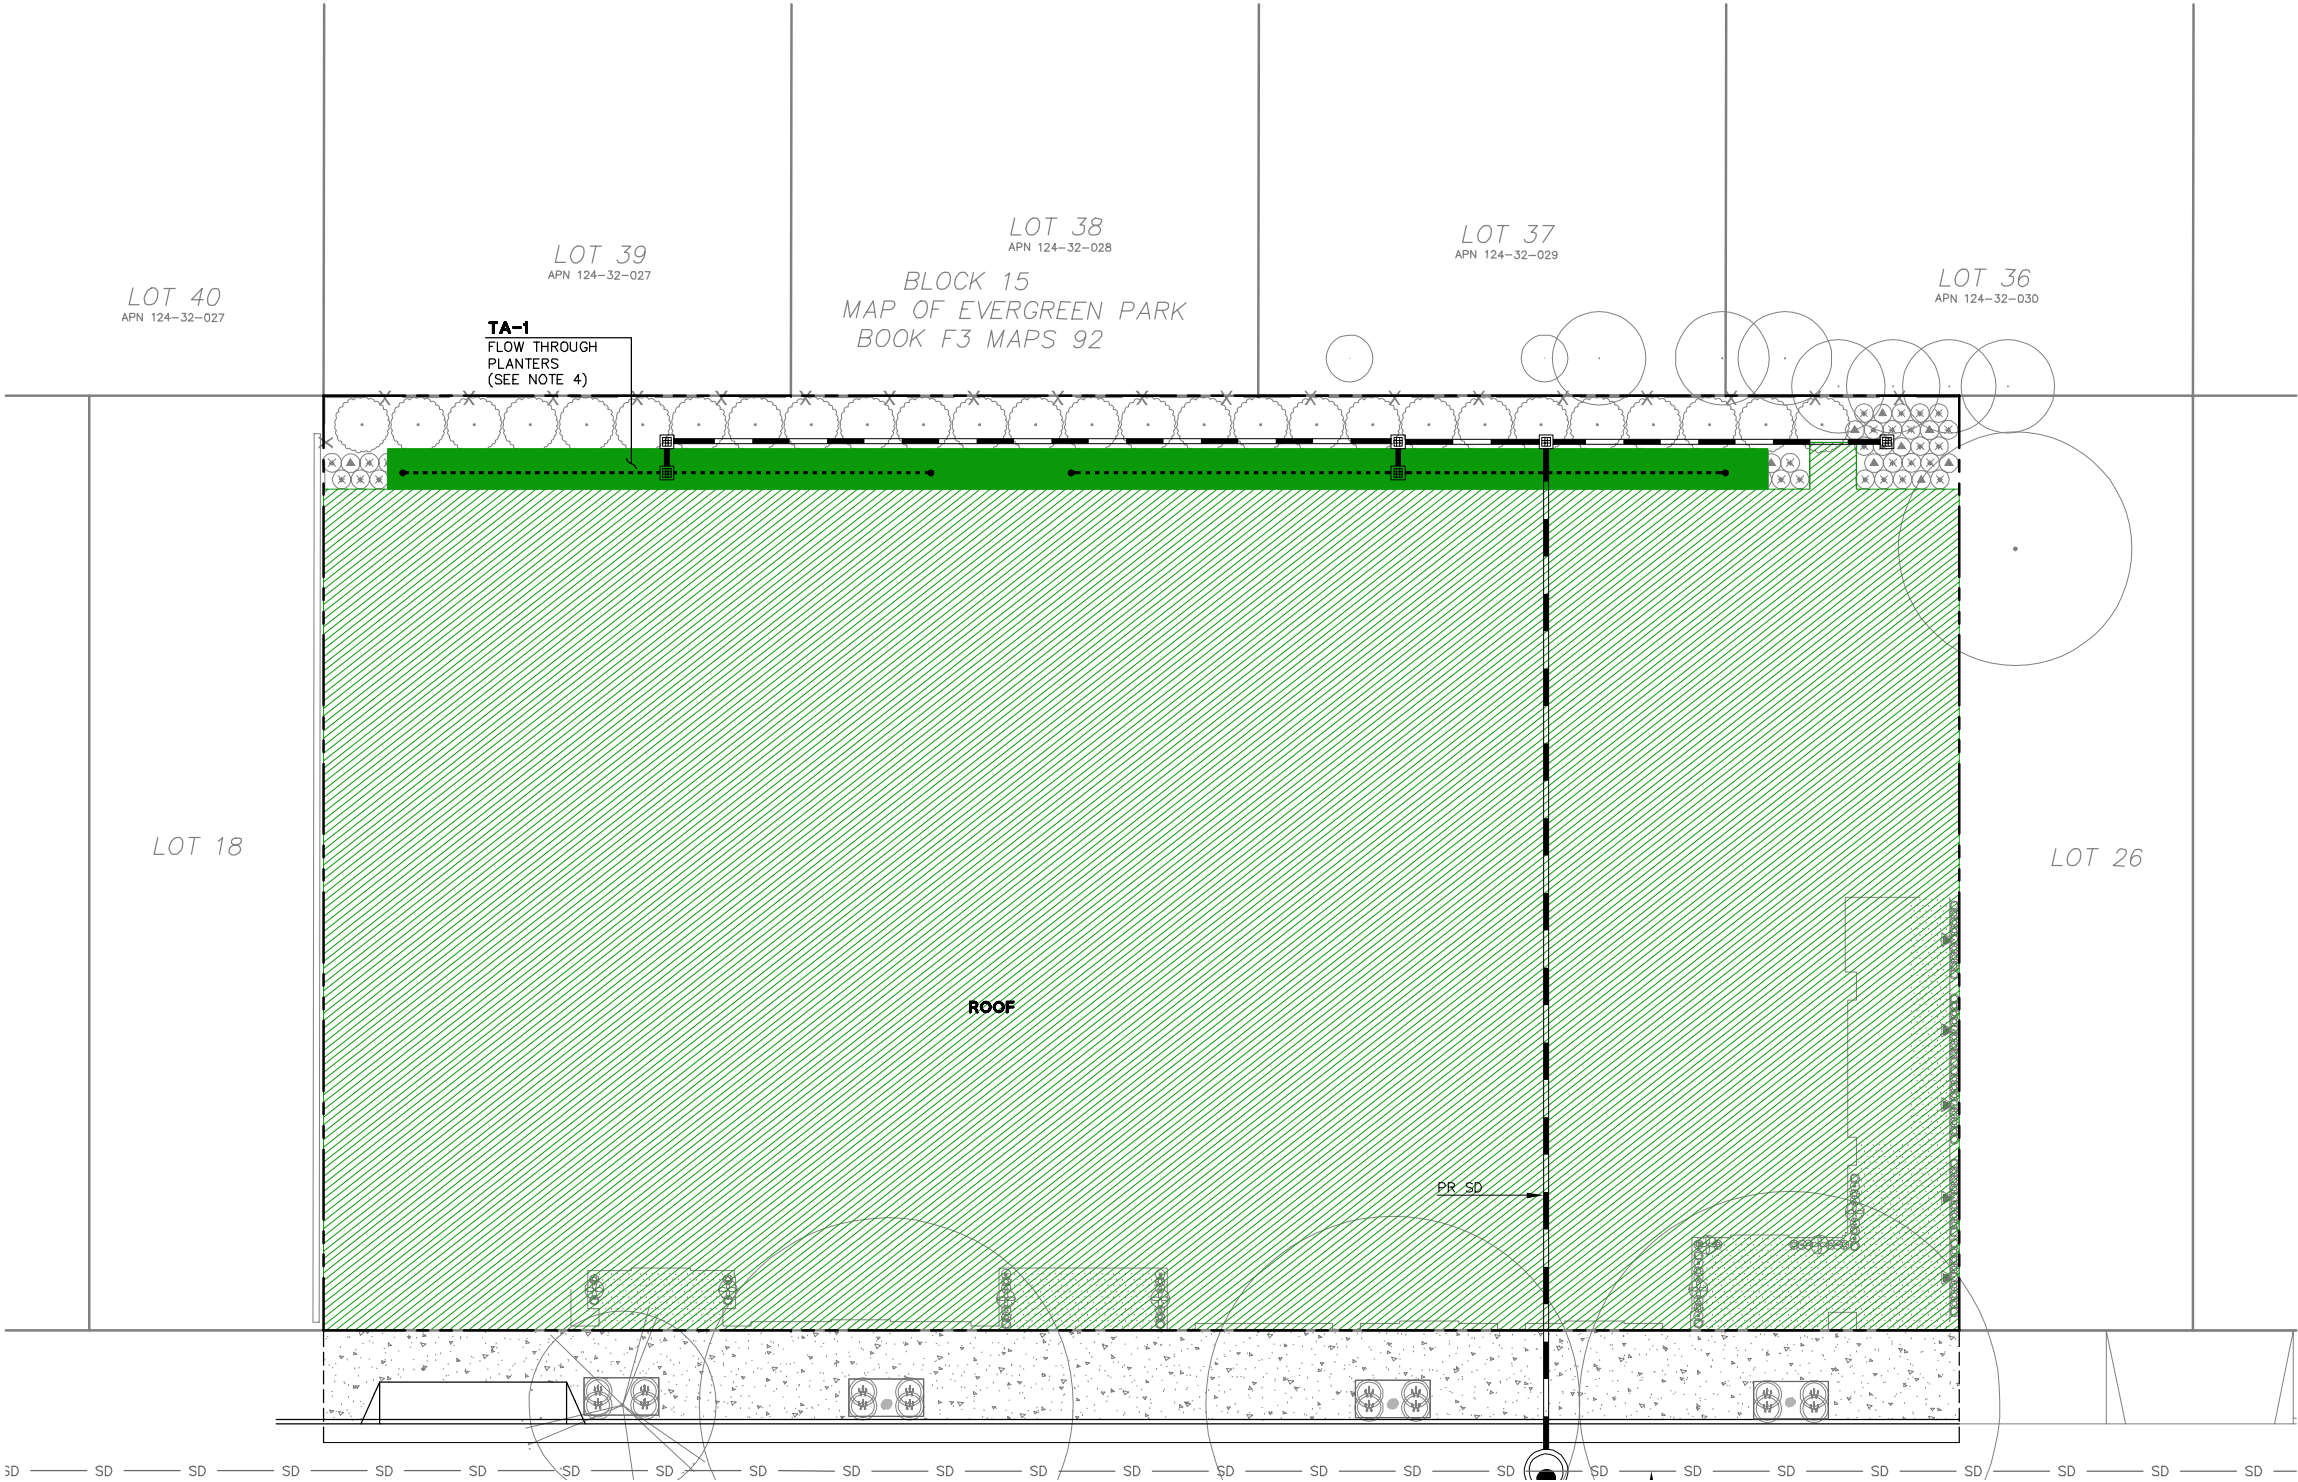 LOT 38
APN 124-32-028
LOT 37
APN 124-32-029
LOT 39
APN 124-32-027
BLOCK 15
MAP OF EVERGREEN PARK
BOOK F3 MAPS 92
LOT 36
APN 124-32-030
LOT 40
APN 124-32-027
TA-1
FLOW THROUGH
PLANTERS
(SEE NOTE 4)
LOT 18
LOT 26
ROOF
PR SD
SD SD SD SD SD SD SD SD SD SD SD SD SD SD SD SD SD SD SD SD SD SD SD SD SD